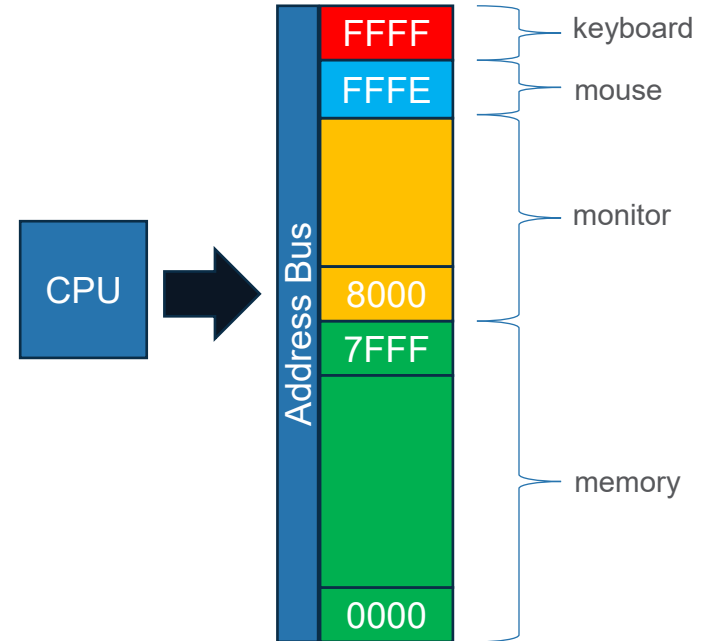 FFFF
keyboard
FFFE
mouse
monitor
CPU
Address Bus
8000
7FFF
memory
0000